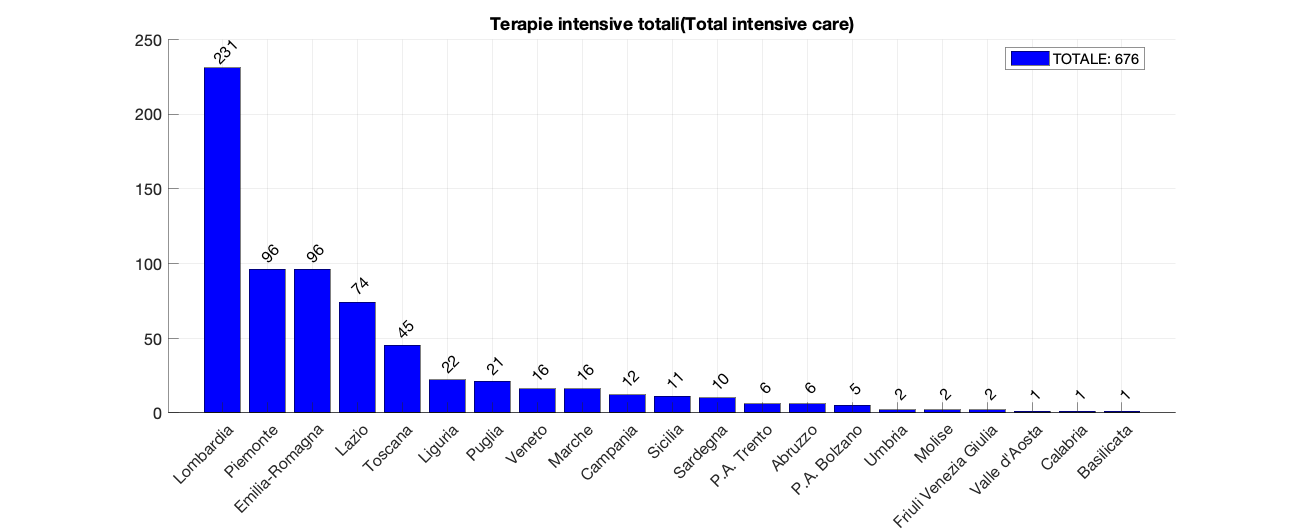 Terapie intensive totali(Total intensive care)
TOTALE: 676
250
200
150
100
50
0
231
96
96
74
45
22
21
16
16
12
11
10
6
6
5
2
2
2
1
1
1
Lombardia
Piemonte
Emilia-Romagna
Lazio
Toscana
Liguria
Puglia
Veneto
Marche
Campania
Sicilia
Sardegna
P.A. Trento
Abruzzo
P.A. Bolzano
Umbria
Molise
Friuli Venezia Giulia
Valle d'Aosta
Calabria
Basilicata